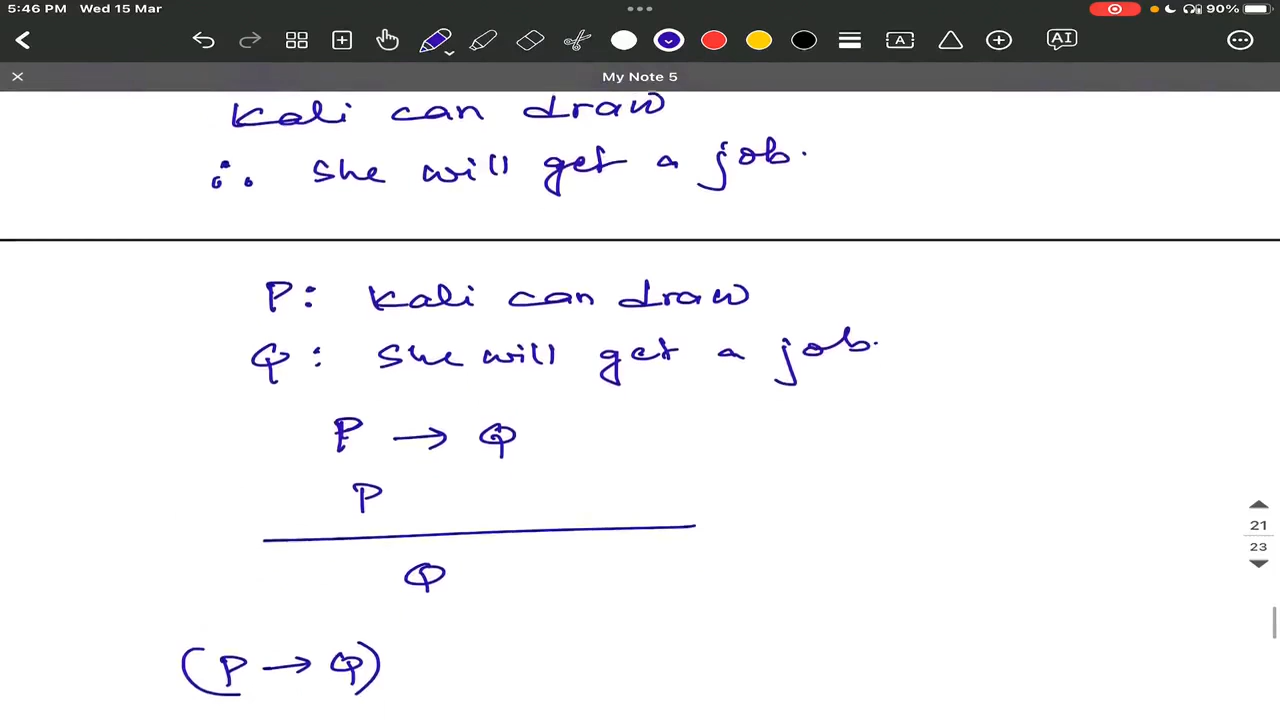 5:46 PM Wed 15 Mar
90%
A
AI
My Note 5
Kali can draw
∴ she will get a job.
P: Kali can draw
Q: She will get a job.
P → Q
P
Q
21
23
(P → Q)